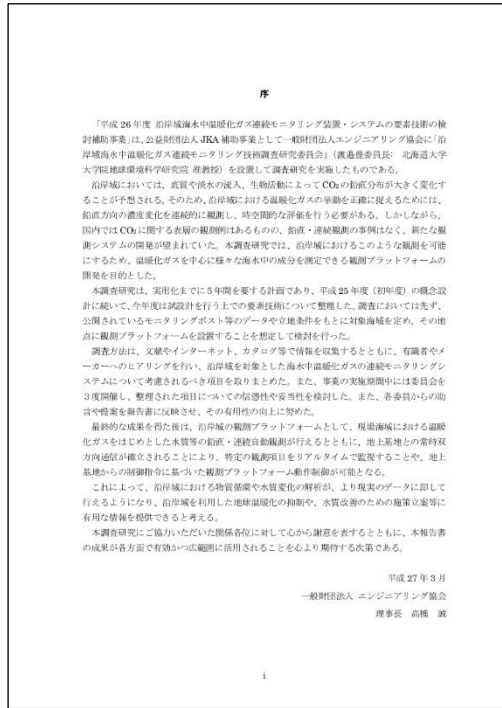 序
「平成 26 年度 沿岸域海水中温暖化ガス連続モニタリング装置・システムの要素技術の検
討補助事業」は、公益財団法人 JKA 補助事業として一般財団法人エンジニアリング協会に「沿
岸域海水中温暖化ガス連続モニタリング技術調査研究委員会」（渡邉豊委員長： 北海道大学
大学院地球環境科学研究院 准教授）を設置して調査研究を実施したものである。
沿岸域においては、底質や淡水の流入、生物活動によって CO₂の鉛直分布が大きく変化す
ることが予想される。そのため、沿岸域における温暖化ガスの挙動を正確に捉えるためには、
鉛直方向の濃度変化を連続的に観測し、時空間的な評価を行う必要がある。しかしながら、
国内では CO₂に関する表層の観測例はあるものの、鉛直・連続観測の事例はなく、新たな観
測システムの開発が望まれていた。本調査研究では、沿岸域におけるこのような観測を可能
にするため、温暖化ガスを中心に様々な海水中の成分を測定できる観測プラットフォームの
開発を目的とした。
本調査研究は、実用化までに５年間を要する計画であり、平成 25 年度（初年度）の概念設
計に続いて、今年度は試設計を行う上での要素技術について整理した。調査においては先ず、
公開されているモニタリングポスト等のデータや立地条件をもとに対象海域を定め、その地
点に観測プラットフォームを設置することを想定して検討を行った。
調査方法は、文献やインターネット、カタログ等で情報を収集するとともに、有識者やメ
ーカーへのヒアリングを行い、沿岸域を対象とした海水中温暖化ガスの連続モニタリングシ
ステムについて考慮されるべき項目を取りまとめた。また、事業の実施期間中には委員会を
３度開催し、整理された項目についての信憑性や妥当性を検討した。また、各委員からの助
言や提案を報告書に反映させ、その有用性の向上に努めた。
最終的な成果を得た後は、沿岸域の観測プラットフォームとして、現場海域における温暖
化ガスをはじめとした水質等の鉛直・連続自動観測が行えるとともに、地上基地との常時双
方向通信が確立されることにより、特定の観測項目をリアルタイムで監視することや、地上
基地からの制御指令に基づいた観測プラットフォーム動作制御が可能となる。
これによって、沿岸域における物質循環や水質変化の解析が、より現実のデータに即して
行えるようになり、沿岸域を利用した地球温暖化の抑制や、水質改善のための施策立案等に
有用な情報を提供できると考える。
本調査研究にご協力いただいた関係各位に対して心から謝意を表するとともに、本報告書
の成果が各方面で有効かつ広範囲に活用されることを心より期待する次第である。
平成 27 年 3 月
一般財団法人 エンジニアリング協会
理事長 高橋 誠
i